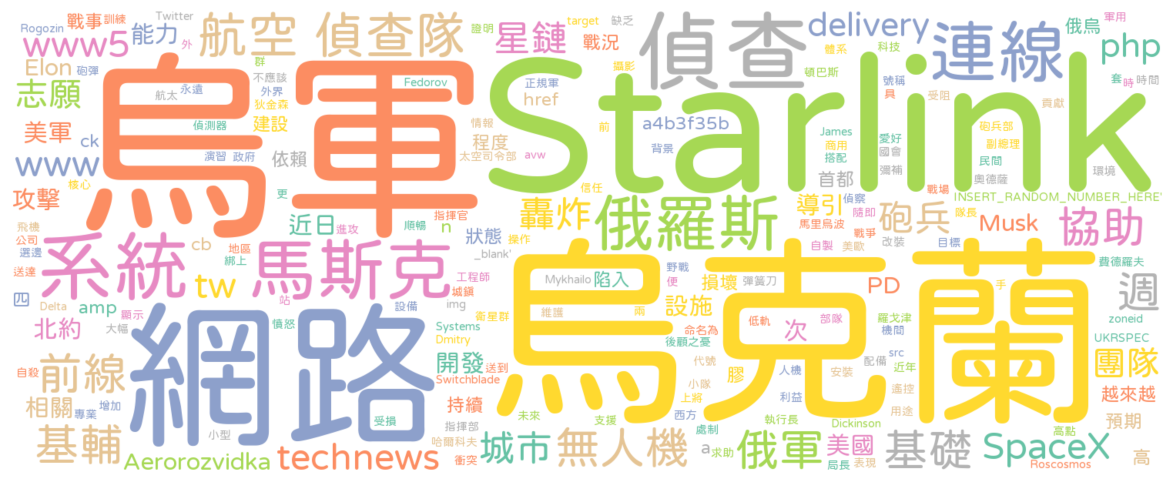 Rogozin 戰事 訓練 Twitter 外 能力 航空 偵查隊 證明 星鏈 target 缺乏 戰況 偵查 delivery 體系 科技 連線 俄烏 軍用 php
www5 Elon 砲彈 群 不應該 外界 永遠 航太 狄金森 Fedorov 正規軍 攝影 頓巴斯 號稱 具 受阻 套 時 時間 貢獻
志願 美軍 ck 偵測器 建設 烏軍 情報 href 程度 前 a4b3f35b James 商用 搭配 愛好 國會 砲兵部 副總理 民間
www 核心 演習 政府 依賴 太空司令部 avw Starlink 背景 信任 首都 彌補 奧德薩 環境
攻擊 更 近日 順暢 指揮官 n 狀態 操作 轟炸 俄羅斯 馬里烏波 導引 偵察 隨即 戰爭 砲兵 戰場 隊長 INSERT_RANDOM_NUMBER_HERE' Musk 協助
飛機 公司 選邊 送達 系統 cb 地區 綁上 進攻 馬斯克 _blank' 工程師 自製 美歌 改裝 目標 費德羅夫
四 Delta amp 顯示 tw 站 城鎮 img Mykhailo 陷入 野戰 便 損壞 彈簧刀 設施 烏克蘭 PD 手 週 zoneid
北約 大幅 憤怒 設備 衛星群 Systems Dmitry 維護 兩 命名為 後顧之憂 低軌 部隊 次 羅戈津 機間 UKRSPEC
自殺 前線 網路 開發 送到 Switchblade 代號 膠 人機 配備 安裝 src 近年 團隊 越來越
相關 專業 增加 受損 持續 小隊 上將 利益 遙控 用途 預期
基輔 小型 指揮部 哈爾科夫 未來 支援 西方 執行長 Dickinson 高點
Aerorozvidka technews 衝突 城市 無人機 處制 a 求助 俄軍 美國 局長 表現 基礎 SpaceX Roscosmos 高